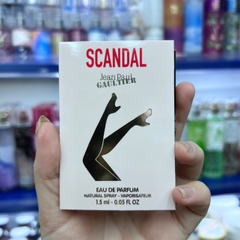 SCANDAL
Jean Paul
GAULTIER
EAU DE PARFUM
NATURAL SPRAY - VAPORISATEUR
1.5 ml - 0.05 fl OZ